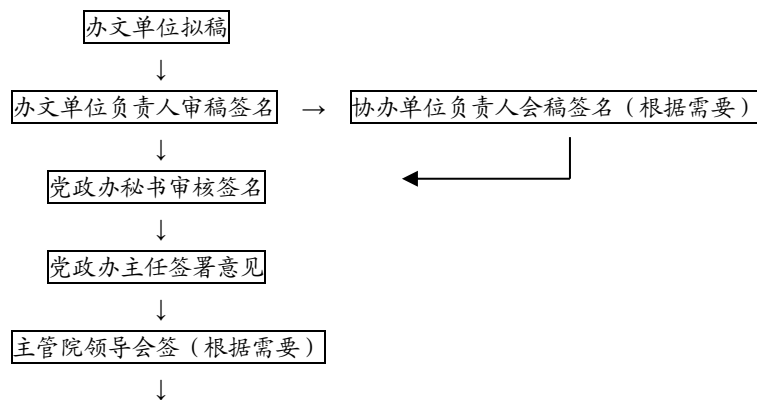 办文单位拟稿
↓
办文单位负责人审稿签名 → 协办单位负责人会稿签名（根据需要）
↓
党政办秘书审核签名
↓
党政办主任签署意见
↓
主管院领导会签（根据需要）
↓